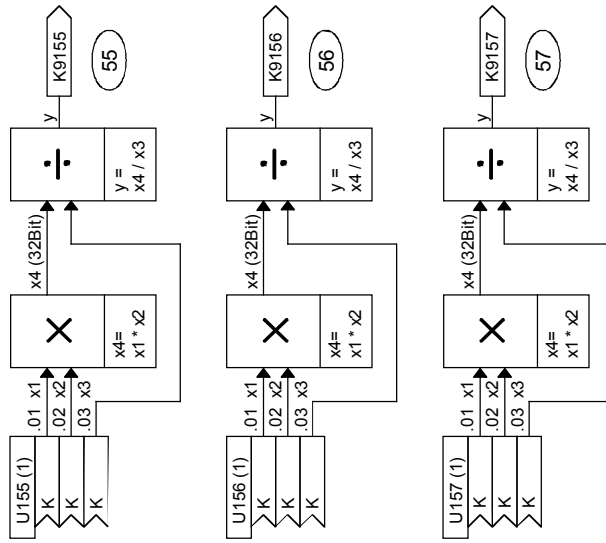 U155 (1)
K
K
K
.01 x1
.02 x2
.03 x3
×
x4=
x1 * x2
x4 (32Bit)
÷
y =
x4 / x3
y
K9155
55
U156 (1)
K
K
K
.01 x1
.02 x2
.03 x3
×
x4=
x1 * x2
x4 (32Bit)
÷
y =
x4 / x3
y
K9156
56
U157 (1)
K
K
K
.01 x1
.02 x2
.03 x3
×
x4=
x1 * x2
x4 (32Bit)
÷
y =
x4 / x3
y
K9157
57